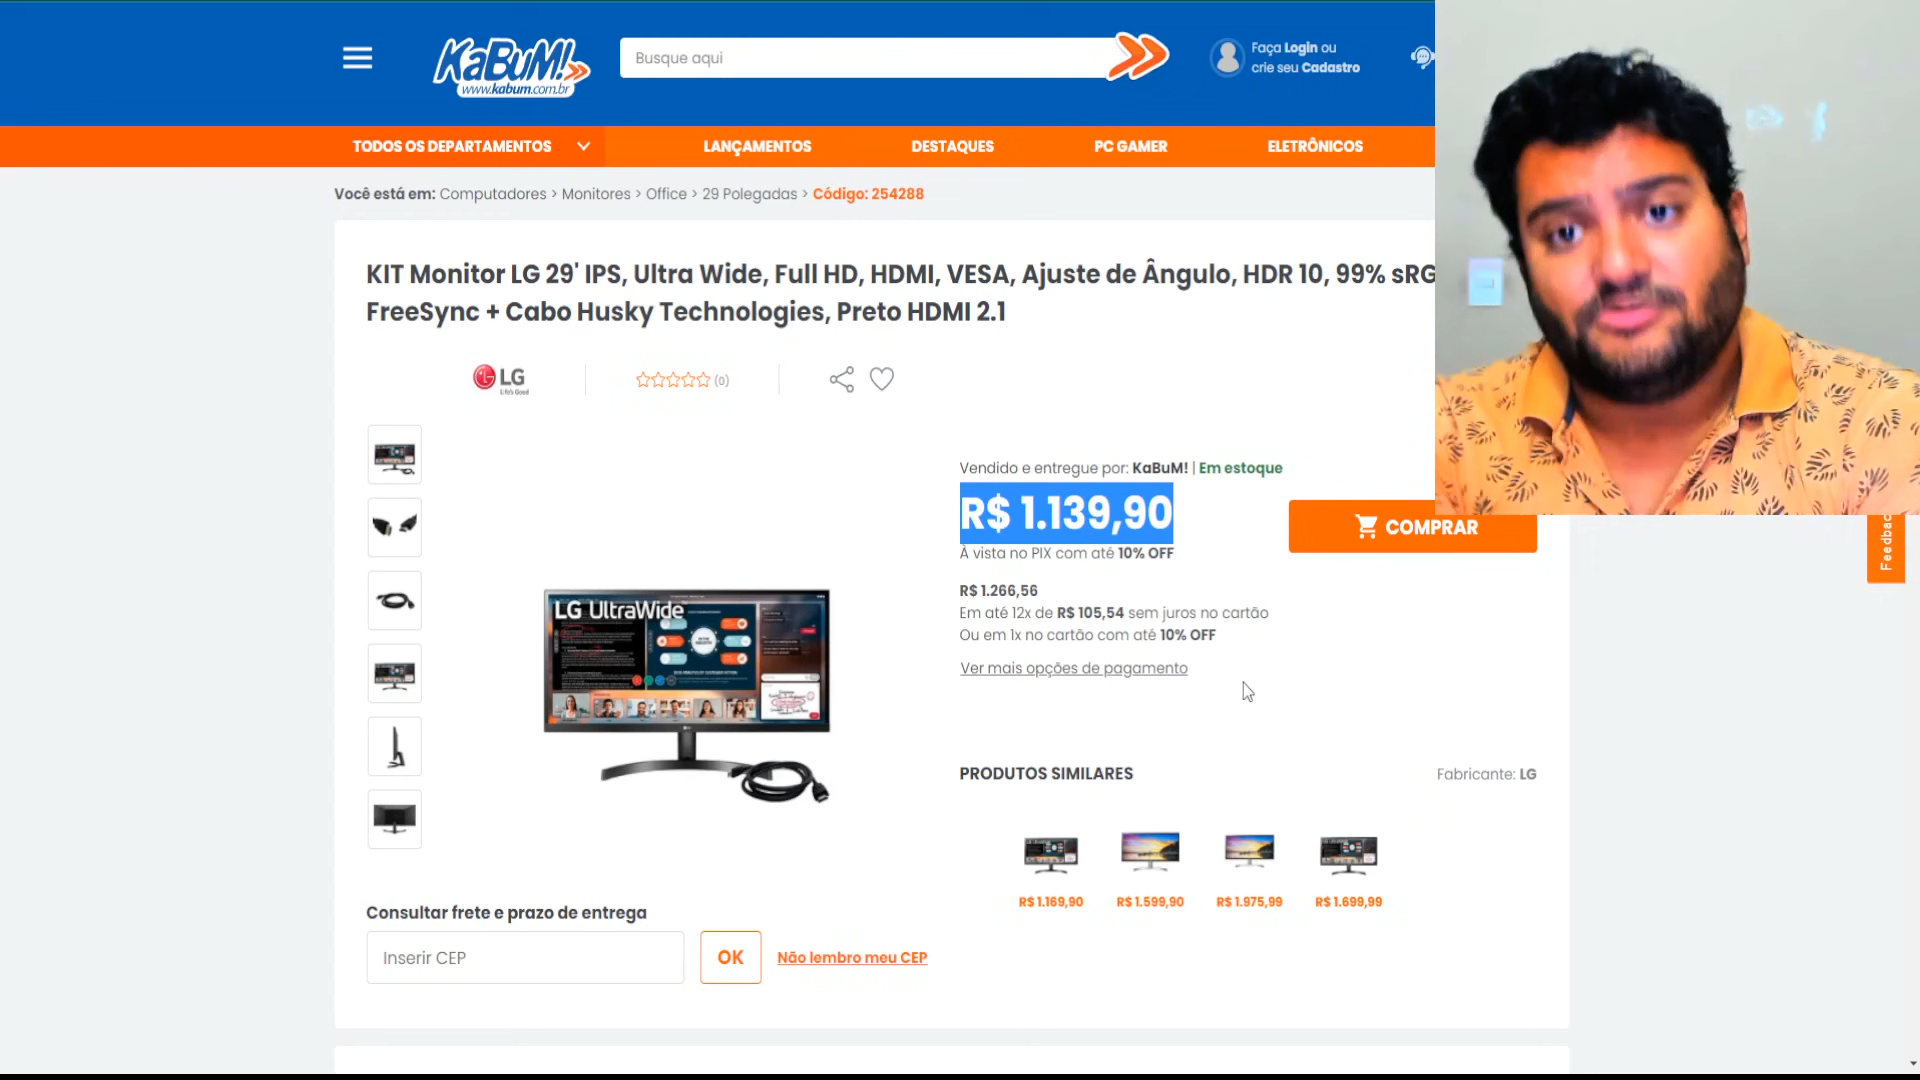 KaBuM!
www.kabum.com.br
Busque aqui
Faça Login ou
crie seu Cadastro
TODOS OS DEPARTAMENTOS
LANÇAMENTOS
DESTAQUES
PC GAMER
ELETRÔNICOS
Você está em: Computadores > Monitores > Office > 29 Polegadas > Código: 254288
KIT Monitor LG 29' IPS, Ultra Wide, Full HD, HDMI, VESA, Ajuste de Ângulo, HDR 10, 99% sRG
FreeSync + Cabo Husky Technologies, Preto HDMI 2.1
LG
Life's Good
(0)
Vendido e entregue por: KaBuM! | Em estoque
R$ 1.139,90
COMPRAR
À vista no PIX com até 10% OFF
R$ 1.266,56
Em até 12x de R$ 105,54 sem juros no cartão
Ou em 1x no cartão com até 10% OFF
Ver mais opções de pagamento
Feedbac
LG UltraWide
PRODUTOS SIMILARES
Fabricante: LG
R$ 1.169,90
R$ 1.599,90
R$ 1.975,99
R$ 1.699,99
Consultar frete e prazo de entrega
Inserir CEP
OK
Não lembro meu CEP